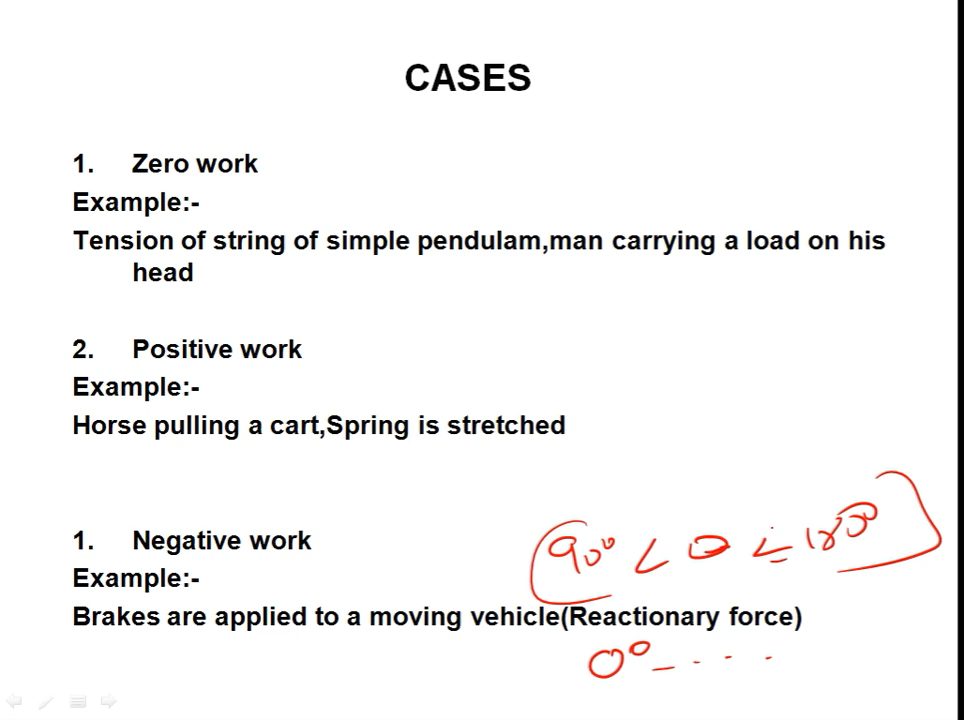 CASES
1. Zero work
Example:-
Tension of string of simple pendulam,man carrying a load on his
head
2. Positive work
Example:-
Horse pulling a cart,Spring is stretched
1. Negative work
Example:-
90° < θ ≤ 180°
Brakes are applied to a moving vehicle(Reactionary force)
0° - . . .